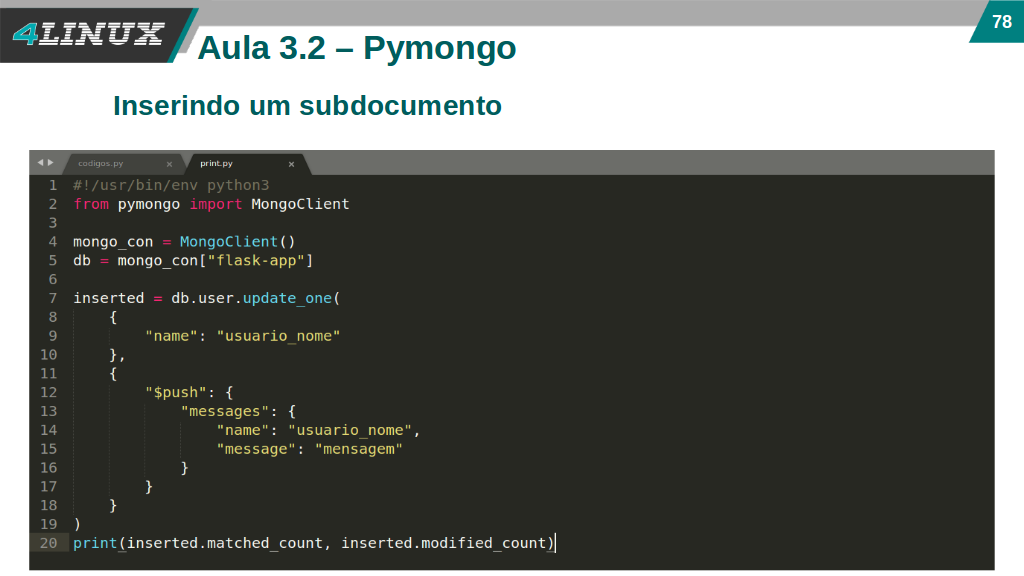 4LINUX
78
Aula 3.2 – Pymongo
Inserindo um subdocumento
codigos.py × print.py ×
1 #!/usr/bin/env python3
2 from pymongo import MongoClient
3
4 mongo_con = MongoClient()
5 db = mongo_con["flask-app"]
6
7 inserted = db.user.update_one(
8     {
9         "name": "usuario_nome"
10     },
11     {
12         "$push": {
13             "messages": {
14                 "name": "usuario_nome",
15                 "message": "mensagem"
16             }
17         }
18     }
19 )
20 print(inserted.matched_count, inserted.modified_count)